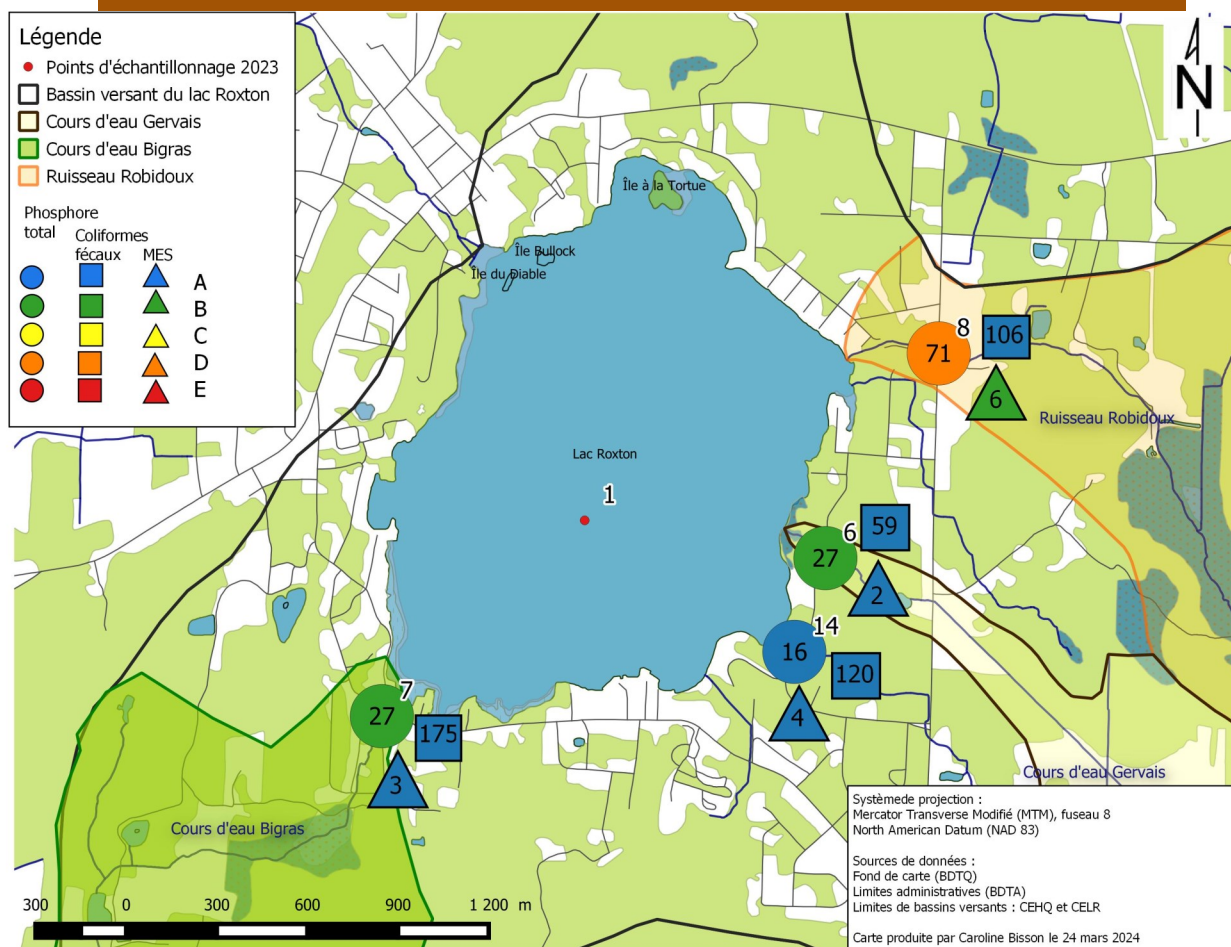 Légende
Points d'échantillonnage 2023
Bassin versant du lac Roxton
Cours d'eau Gervais
Cours d'eau Bigras
Ruisseau Robidoux
Phosphore
total
Coliformes
fécaux
MES
A
B
C
D
E
N
Île à la Tortue
Île Bullock
Île du Diable
8
71
106
6
Ruisseau Robidoux
Lac Roxton
1
6
59
27
2
14
16
120
4
7
27
175
3
Cours d'eau Gervais
Cours d'eau Bigras
300 0 300 600 900 1 200 m
Systèmede projection :
Mercator Transverse Modifié (MTM), fuseau 8
North American Datum (NAD 83)
Sources de données :
Fond de carte (BDTQ)
Limites administratives (BDTA)
Limites de bassins versants : CEHQ et CELR
Carte produite par Caroline Bisson le 24 mars 2024